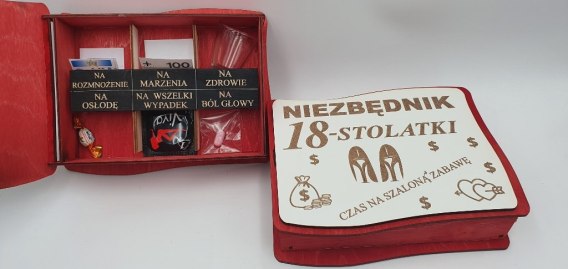 NA ROZMNOŻENIE
NA MARZENIA
NA ZDROWIE
NA OSŁODĘ
NA WSZELKI WYPADEK
NA BÓL GŁOWY
100
NIEZBĘDNIK
18-STOLATKI
$ $ $ $ $ $
CZAS NA SZALONĄ ZABAWĘ